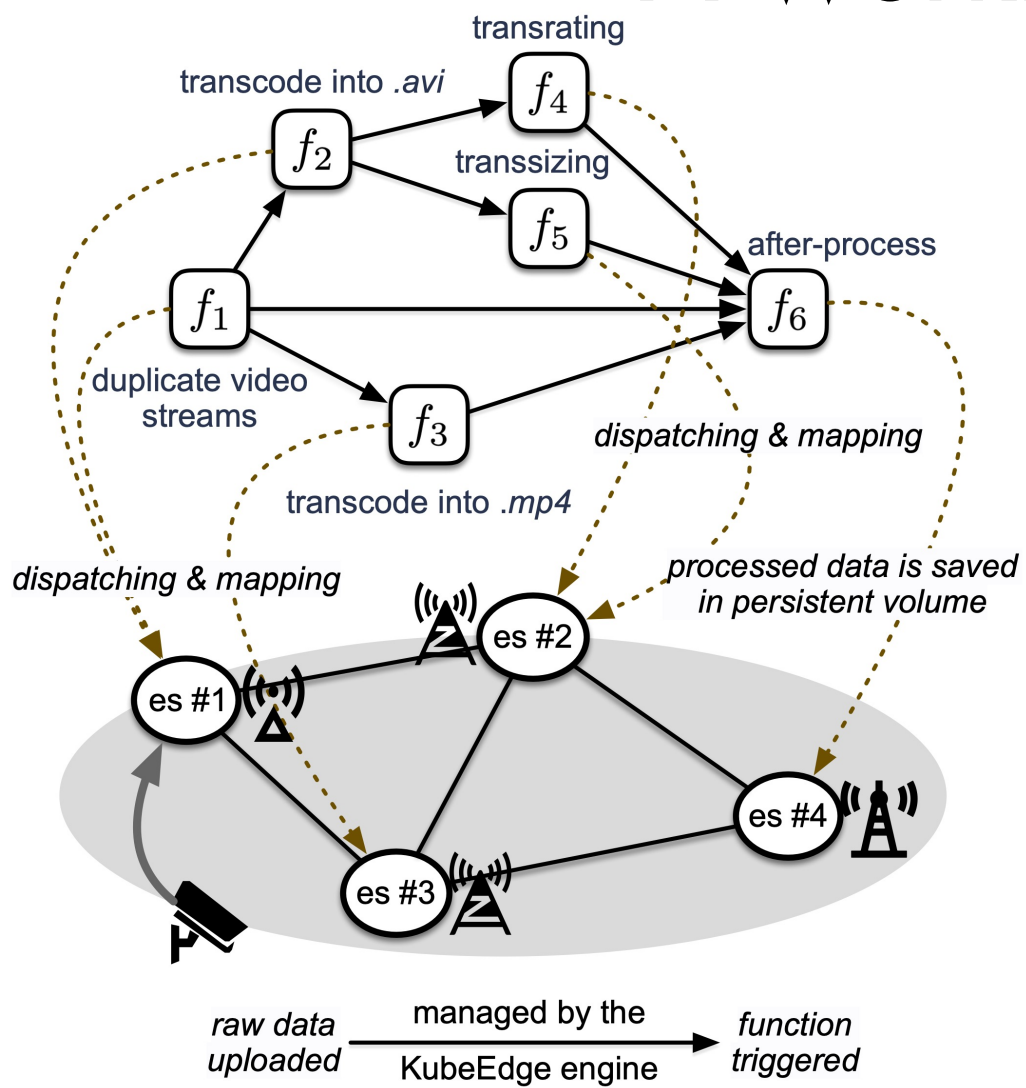 transrating
transcode into .avi
f4
f2
transsizing
f5
after-process
f1
f6
duplicate video
streams
f3
dispatching & mapping
transcode into .mp4
dispatching & mapping
processed data is saved
in persistent volume
es #2
es #1
es #4
es #3
raw data
uploaded
managed by the
KubeEdge engine
function
triggered